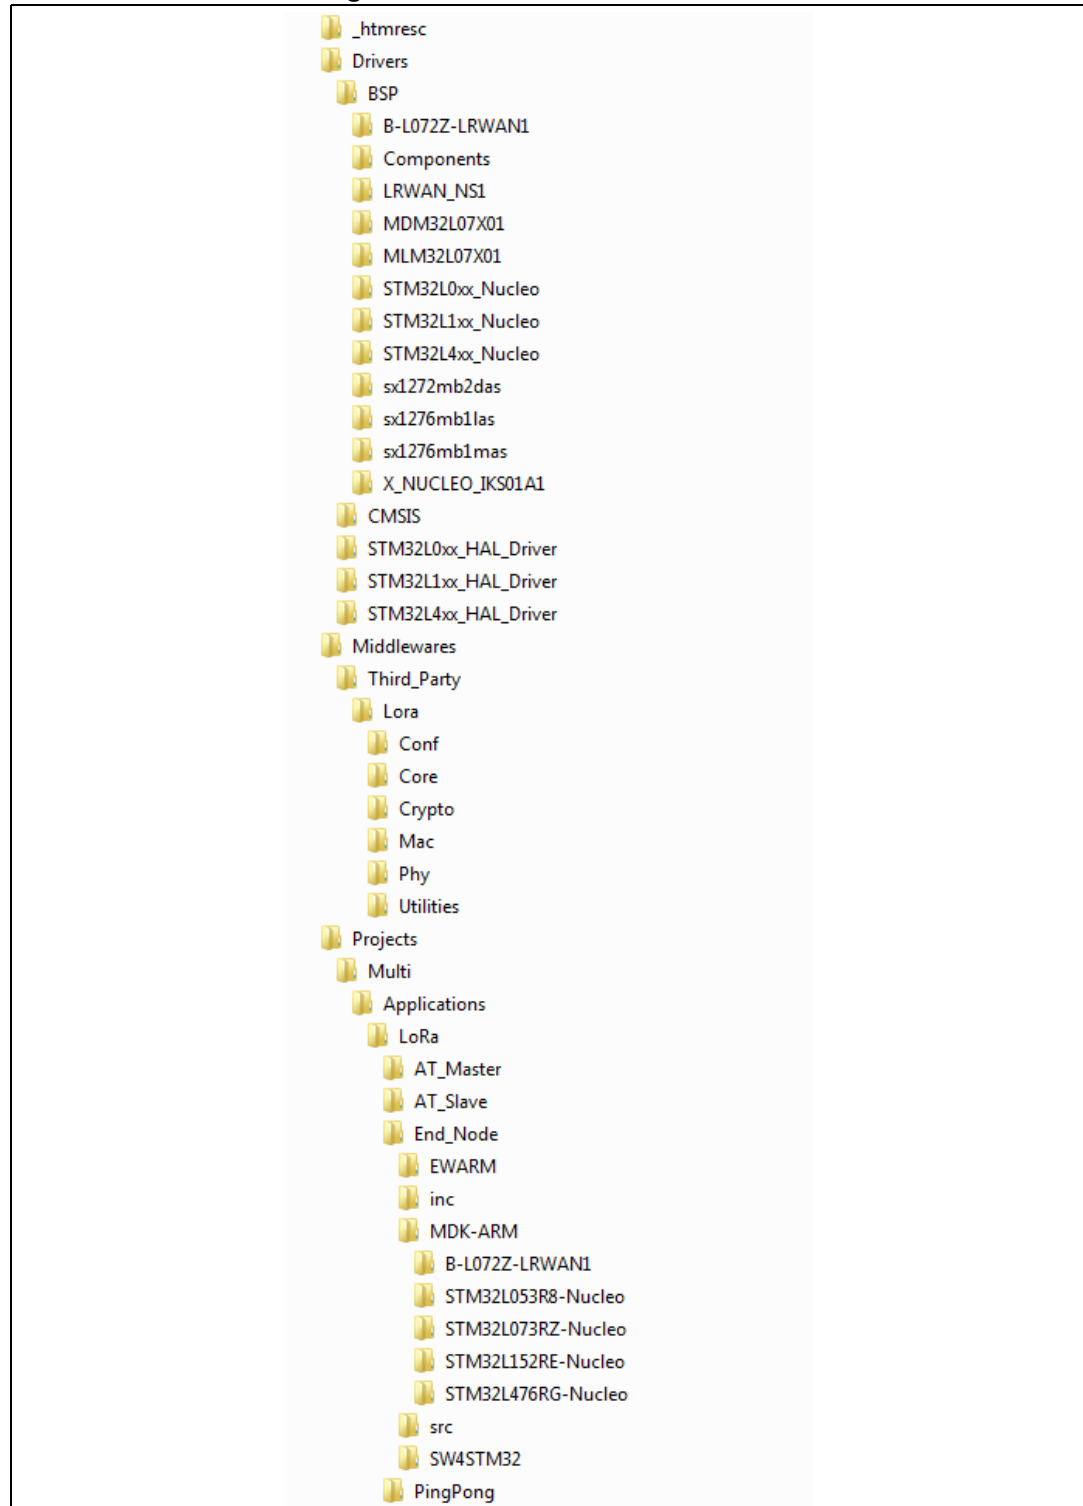 _htmresc
Drivers
BSP
B-L072Z-LRWAN1
Components
LRWAN_NS1
MDM32L07X01
MLM32L07X01
STM32L0xx_Nucleo
STM32L1xx_Nucleo
STM32L4xx_Nucleo
sx1272mb2das
sx1276mb1las
sx1276mb1mas
X_NUCLEO_IKS01A1
CMSIS
STM32L0xx_HAL_Driver
STM32L1xx_HAL_Driver
STM32L4xx_HAL_Driver
Middlewares
Third_Party
Lora
Conf
Core
Crypto
Mac
Phy
Utilities
Projects
Multi
Applications
LoRa
AT_Master
AT_Slave
End_Node
EWARM
inc
MDK-ARM
B-L072Z-LRWAN1
STM32L053R8-Nucleo
STM32L073RZ-Nucleo
STM32L152RE-Nucleo
STM32L476RG-Nucleo
src
SW4STM32
PingPong